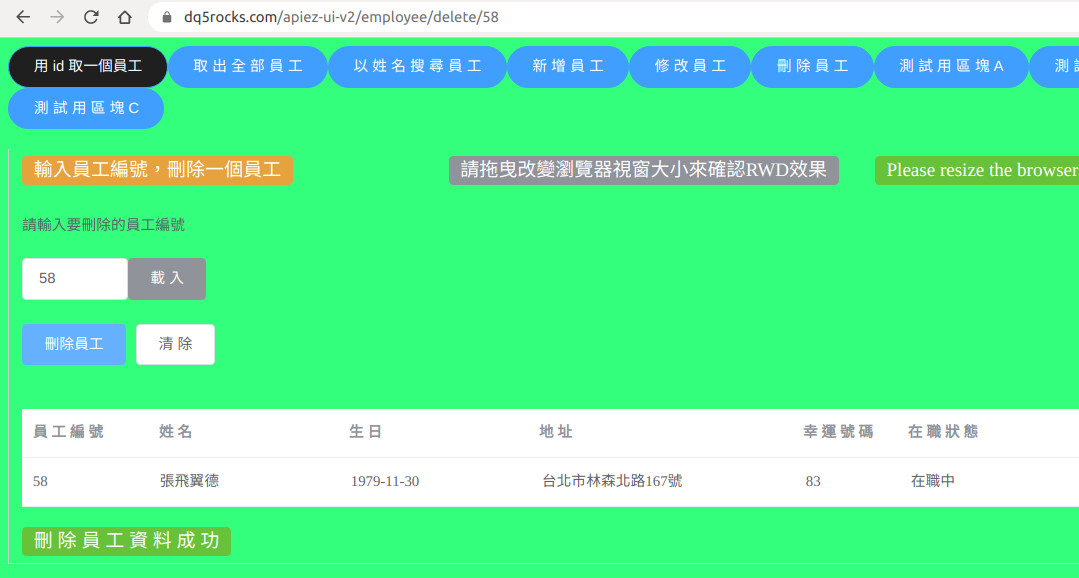 dq5rocks.com/apiez-ui-v2/employee/delete/58
用 id 取一個員工 取出全部員工 以姓名搜尋員工 新增員工 修改員工 刪除員工 測試用區塊A
測試用區塊C
輸入員工編號，刪除一個員工 請拖曳改變瀏覽器視窗大小來確認RWD效果 Please resize the browser
請輸入要刪除的員工編號
58 載入
刪除員工 清除
員工編號 姓名 生日 地址 幸運號碼 在職狀態
58 張飛翼德 1979-11-30 台北市林森北路167號 83 在職中
刪除員工資料成功